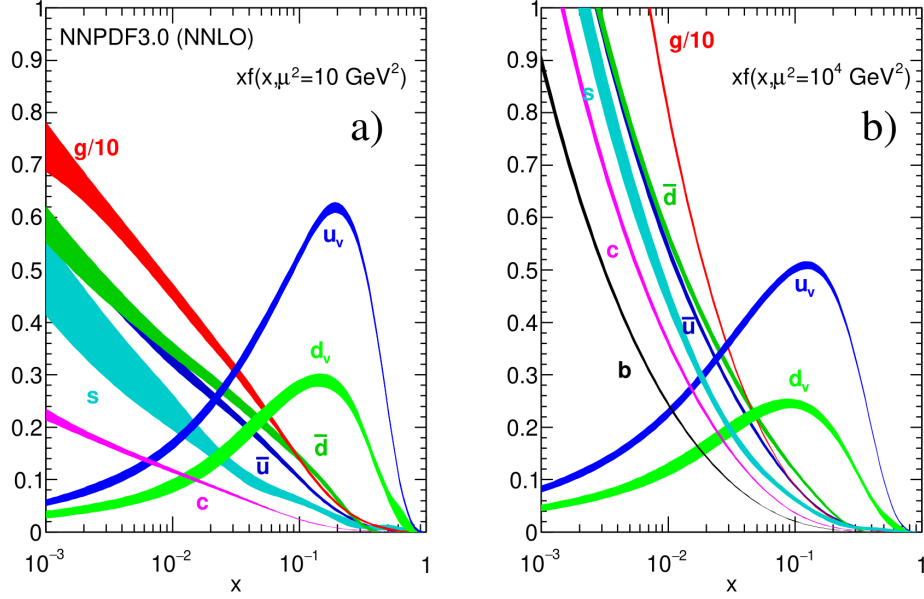 NNPDF3.0 (NNLO)
xf(x,μ²=10 GeV²)
a)
g/10
u_v
d_v
s
ū
d̄
c
0
0.1
0.2
0.3
0.4
0.5
0.6
0.7
0.8
0.9
1
10⁻³
10⁻²
10⁻¹
1
x
xf(x,μ²=10⁴ GeV²)
b)
g/10
s
d̄
c
ū
u_v
b
d_v
0
0.1
0.2
0.3
0.4
0.5
0.6
0.7
0.8
0.9
1
10⁻³
10⁻²
10⁻¹
1
x